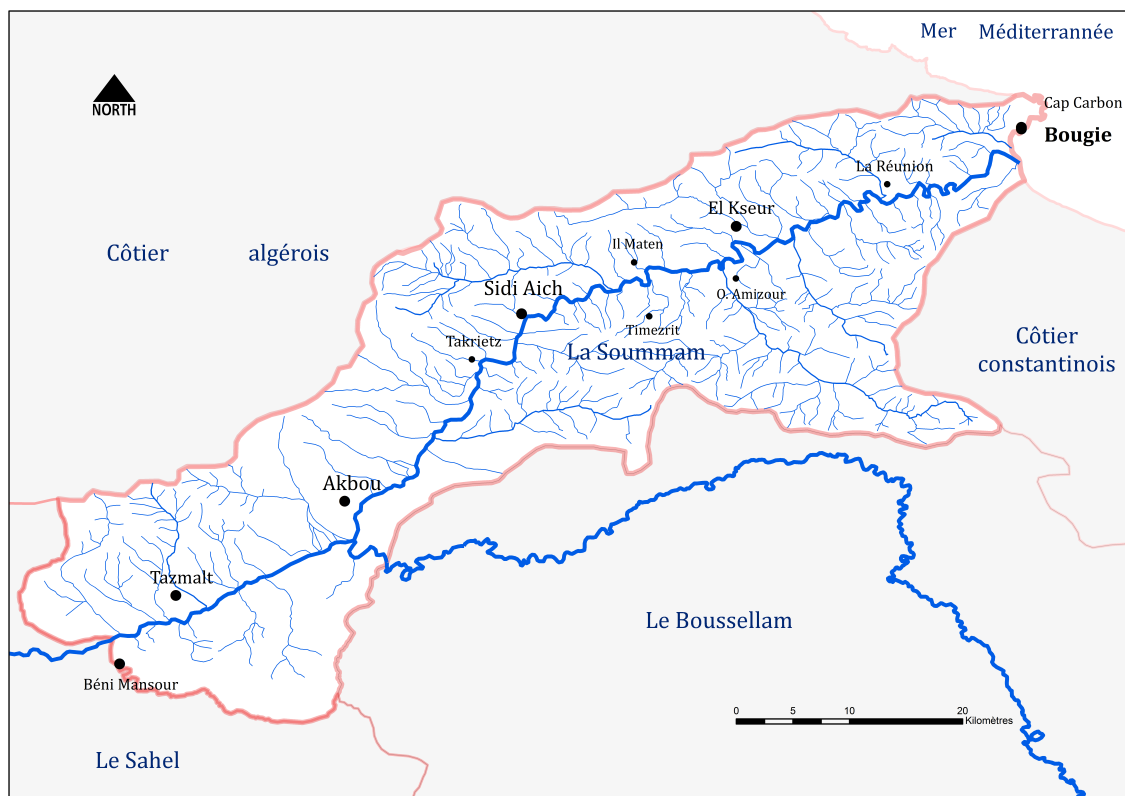 Mer Méditerrannée
NORTH
Cap Carbon
Bougie
La Réunion
El Kseur
Il Maten
Côtier algérois
Sidi Aich
O. Amizour
Timezrit
Takrietz
La Soummam
Côtier
constantinois
Akbou
Tazmalt
Le Boussellam
Béni Mansour
0 5 10 20
Kilomètres
Le Sahel